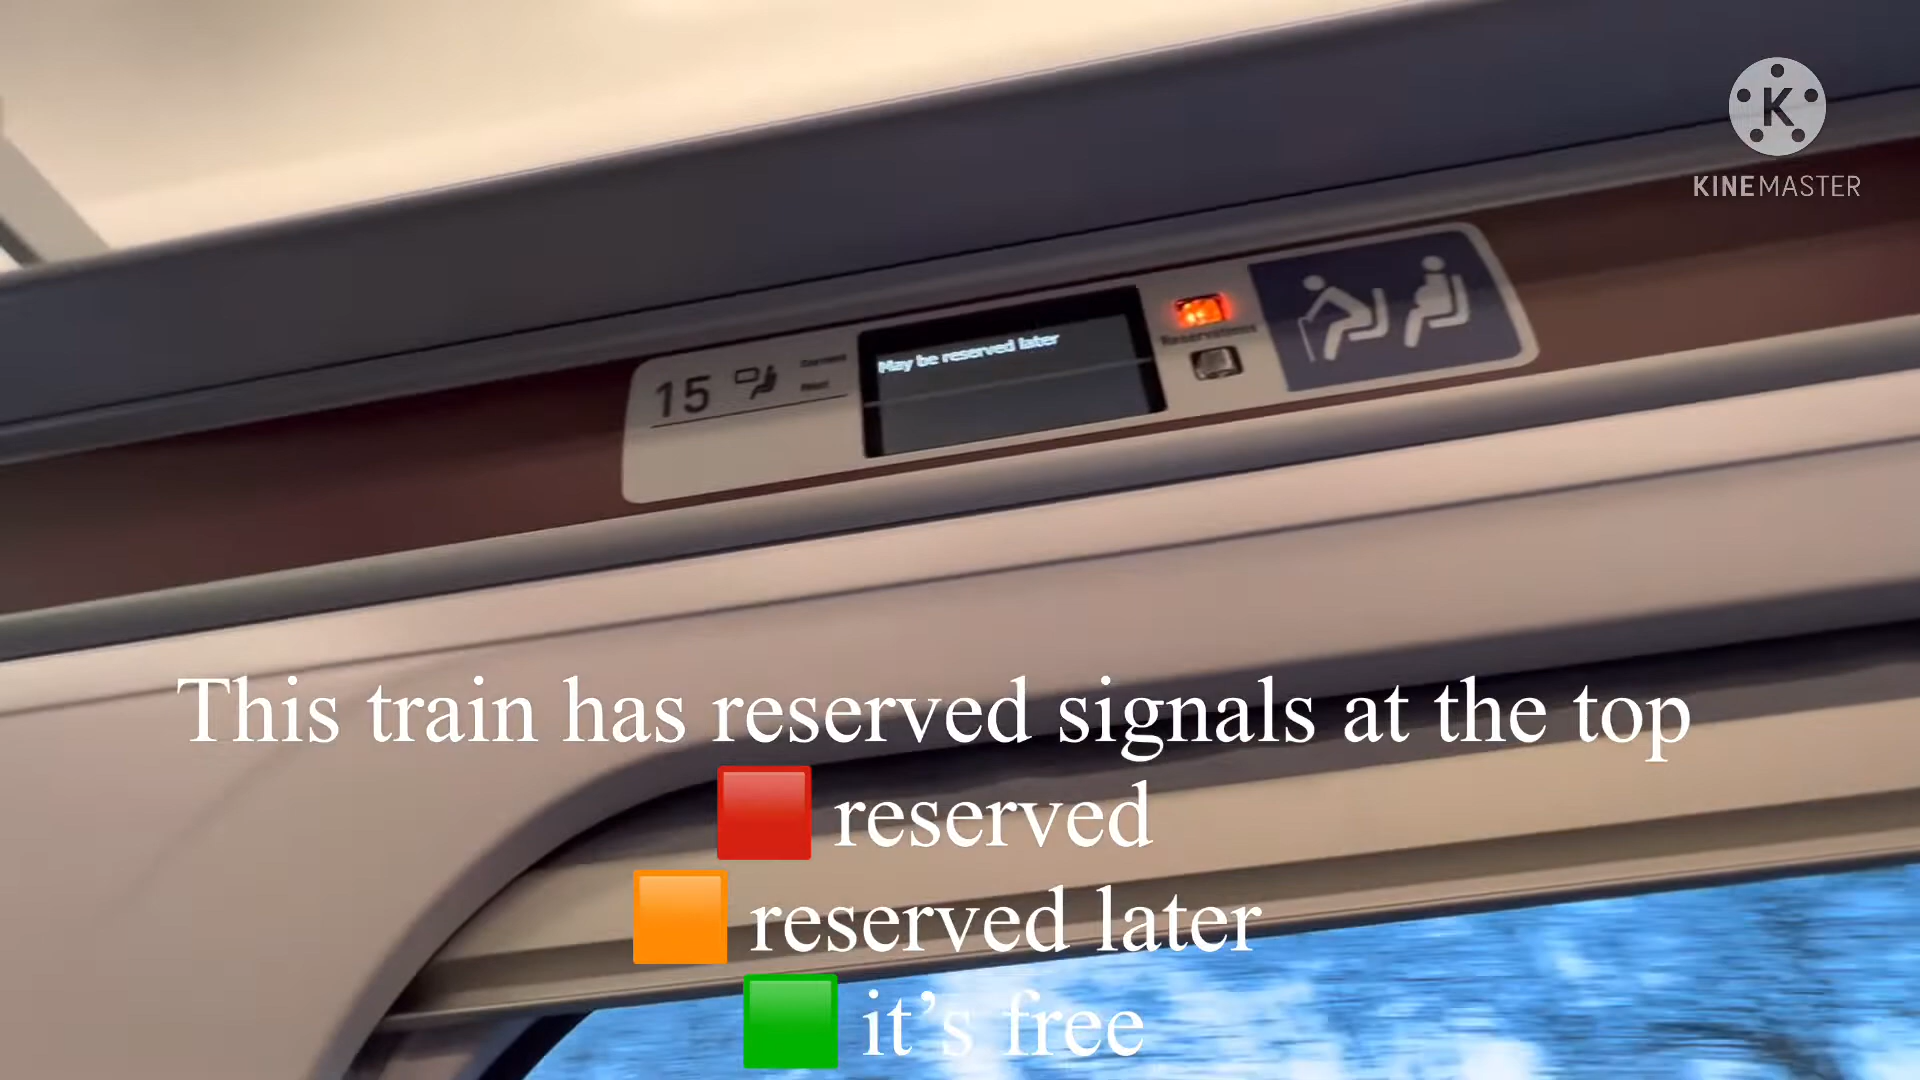 KINEMASTER
15
May be reserved later
Reservations
This train has reserved signals at the top
🟥 reserved
🟧 reserved later
🟩 it's free